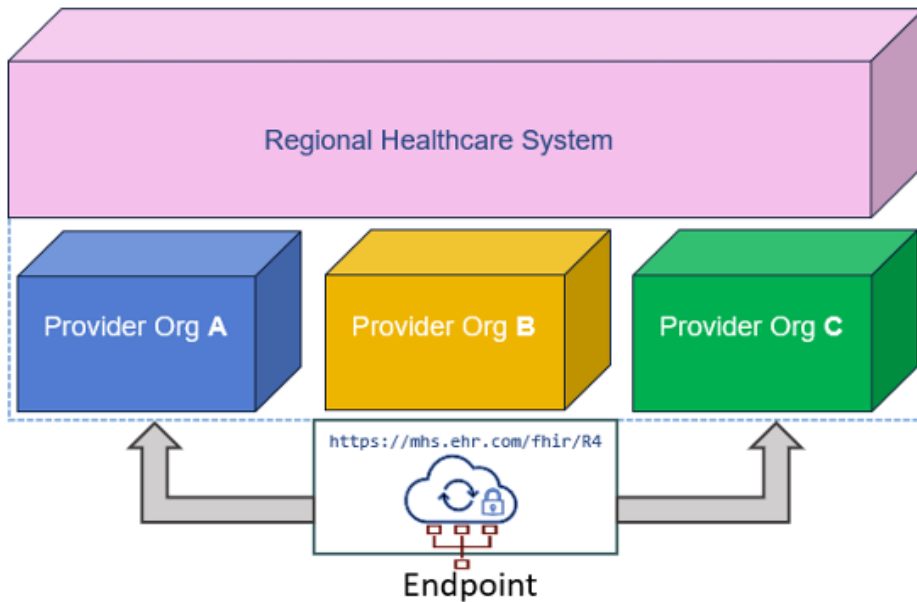 Regional Healthcare System
Provider Org A
Provider Org B
Provider Org C
https://mhs.ehr.com/fhir/R4
Endpoint